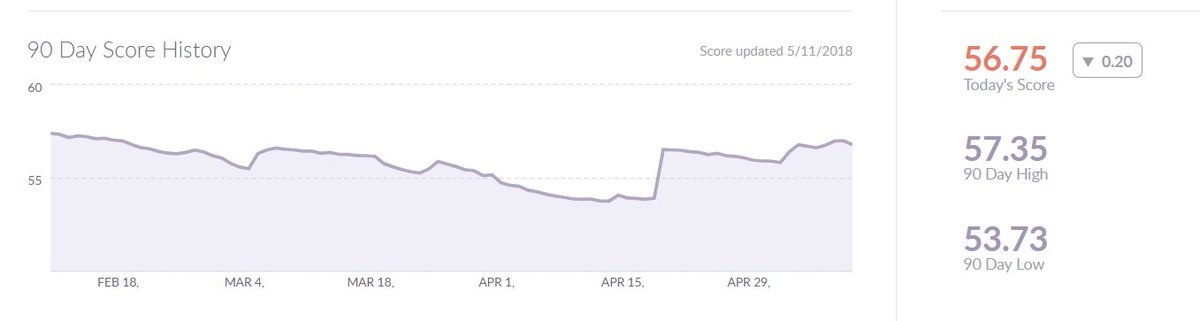 90 Day Score History
Score updated 5/11/2018
60
55
FEB 18, MAR 4, MAR 18, APR 1, APR 15, APR 29,
56.75 ▼ 0.20
Today's Score
57.35
90 Day High
53.73
90 Day Low